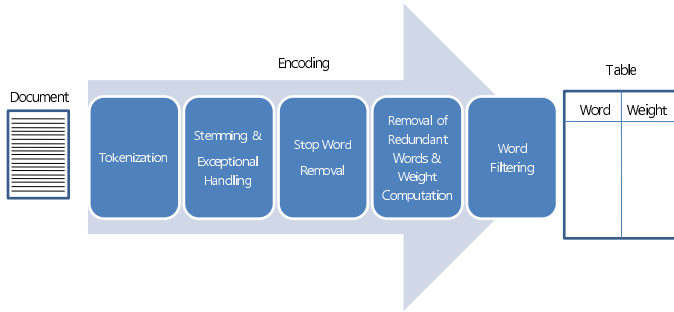 Encoding
Document
Tokenization
Stemming &
Exceptional
Handling
Stop Word
Removal
Removal of
Redundant
Words &
Weight
Computation
Word
Filtering
Table
Word Weight